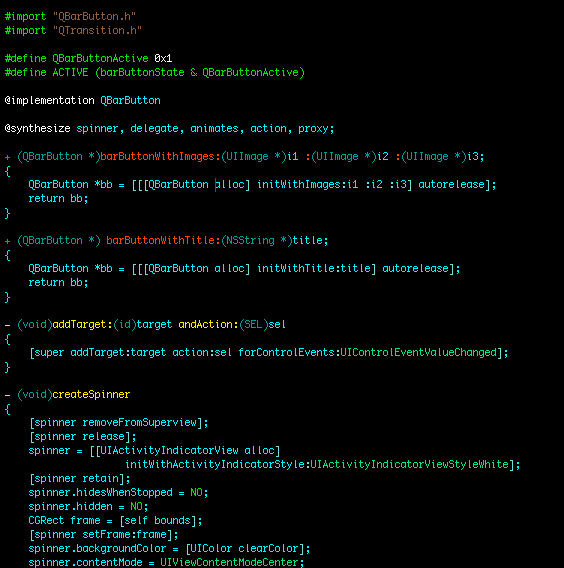 #import "QBarButton.h"
#import "QTransition.h"
#define QBarButtonActive 0x1
#define ACTIVE (barButtonState & QBarButtonActive)
@implementation QBarButton
@synthesize spinner, delegate, animates, action, proxy;
+ (QBarButton *)barButtonWithImages:(UIImage *)i1 :(UIImage *)i2 :(UIImage *)i3;
{
QBarButton *bb = [[[QBarButton alloc] initWithImages:i1 :i2 :i3] autorelease];
return bb;
}
+ (QBarButton *) barButtonWithTitle:(NSString *)title;
{
QBarButton *bb = [[[QBarButton alloc] initWithTitle:title] autorelease];
return bb;
}
- (void)addTarget:(id)target andAction:(SEL)sel
{
[super addTarget:target action:sel forControlEvents:UIControlEventValueChanged];
}
- (void)createSpinner
{
[spinner removeFromSuperview];
[spinner release];
spinner = [[UIActivityIndicatorView alloc]
initWithActivityIndicatorStyle:UIActivityIndicatorViewStyleWhite];
[spinner retain];
spinner.hidesWhenStopped = NO;
spinner.hidden = NO;
CGRect frame = [self bounds];
[spinner setFrame:frame];
spinner.backgroundColor = [UIColor clearColor];
spinner.contentMode = UIViewContentModeCenter;